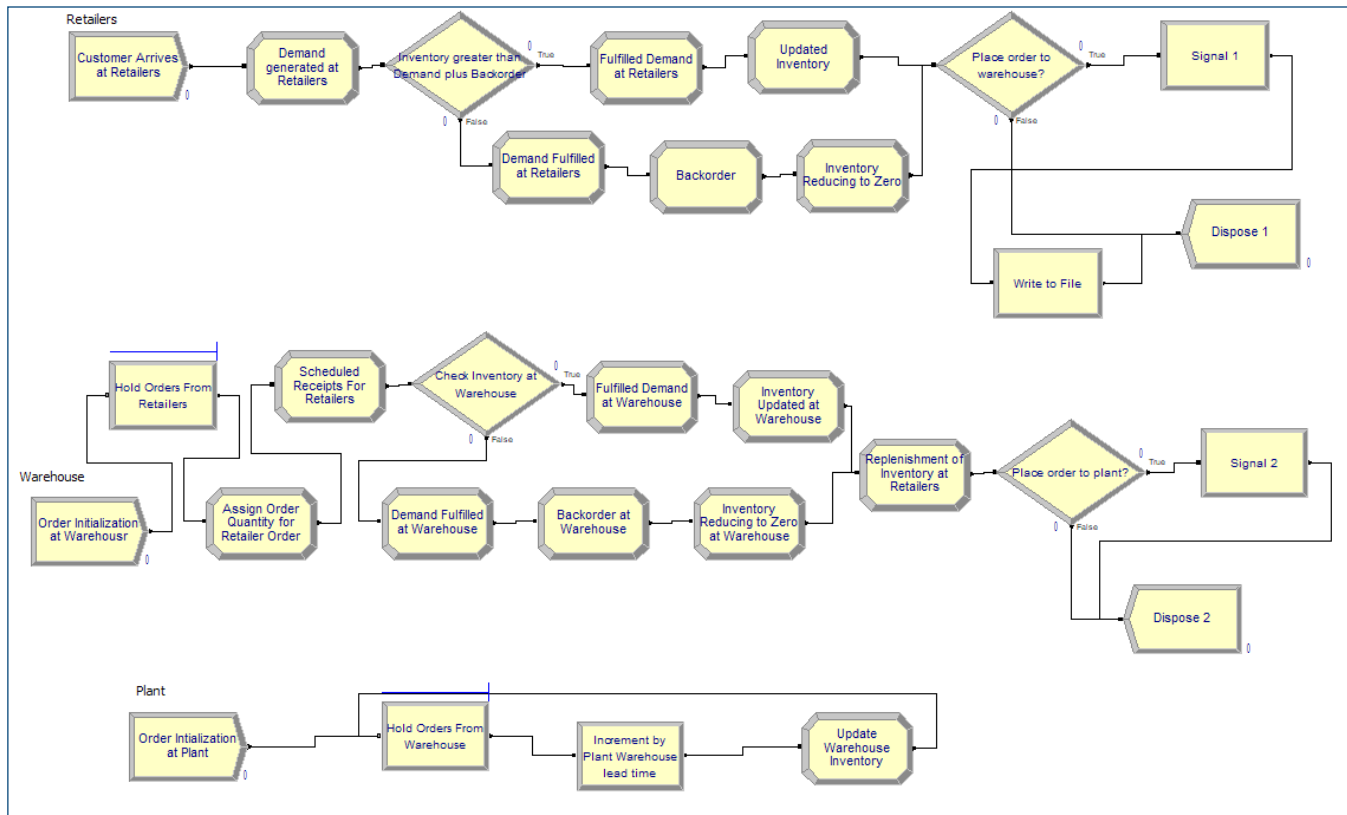 Retailers
Customer Arrives
at Retailers
0
Demand
generated at
Retailers
Inventory greater than
Demand plus Backorder
0
True
0
False
Fulfilled Demand
at Retailers
Updated
Inventory
Demand Fulfilled
at Retailers
Backorder
Inventory
Reducing to Zero
Place order to
warehouse?
0
True
0
False
Signal 1
Write to File
Dispose 1
0
Warehouse
Order Initialization
at Warehousr
0
Hold Orders From
Retailers
Assign Order
Quantity for
Retailer Order
Scheduled
Receipts For
Retailers
Check Inventory at
Warehouse
0
True
0
False
Fulfilled Demand
at Warehouse
Inventory
Updated at
Warehouse
Demand Fulfilled
at Warehouse
Backorder at
Warehouse
Inventory
Reducing to Zero
at Warehouse
Replenishment of
Inventory at
Retailers
Place order to plant?
0
True
0
False
Signal 2
Dispose 2
0
Plant
Order Intialization
at Plant
0
Hold Orders From
Warehouse
Increment by
Plant Warehouse
lead time
Update
Warehouse
Inventory